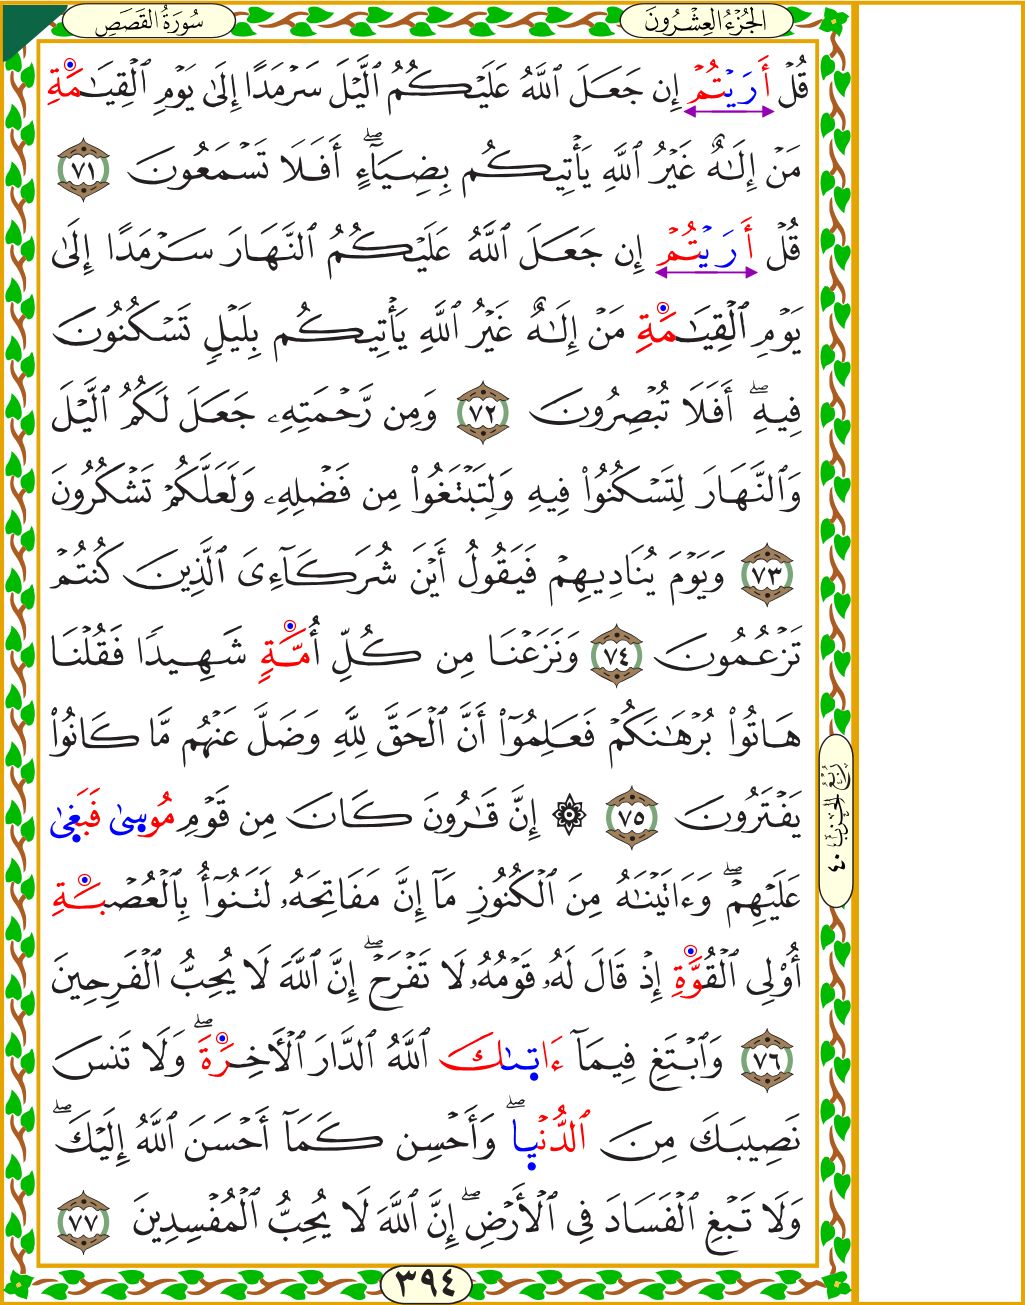 الجُزْءُ العِشْرُونَ
سُورَةُ القَصَصِ
قُلْ أَرَيْتُمْ إِن جَعَلَ ٱللَّهُ عَلَيْكُمُ ٱلَّيْلَ سَرْمَدًا إِلَىٰ يَوْمِ ٱلْقِيَـٰمَةِ
مَنْ إِلَـٰهٌ غَيْرُ ٱللَّهِ يَأْتِيكُم بِضِيَآءٍۖ أَفَلَا تَسْمَعُونَ ٧١
قُلْ أَرَيْتُمْ إِن جَعَلَ ٱللَّهُ عَلَيْكُمُ ٱلنَّهَارَ سَرْمَدًا إِلَىٰ
يَوْمِ ٱلْقِيَـٰمَةِ مَنْ إِلَـٰهٌ غَيْرُ ٱللَّهِ يَأْتِيكُم بِلَيْلٍ تَسْكُنُونَ
فِيهِۖ أَفَلَا تُبْصِرُونَ ٧٢ وَمِن رَّحْمَتِهِۦ جَعَلَ لَكُمُ ٱلَّيْلَ
وَٱلنَّهَارَ لِتَسْكُنُوا۟ فِيهِ وَلِتَبْتَغُوا۟ مِن فَضْلِهِۦ وَلَعَلَّكُمْ تَشْكُرُونَ
٧٣ وَيَوْمَ يُنَادِيهِمْ فَيَقُولُ أَيْنَ شُرَكَآءِىَ ٱلَّذِينَ كُنتُمْ
تَزْعُمُونَ ٧٤ وَنَزَعْنَا مِن كُلِّ أُمَّةٍ شَهِيدًا فَقُلْنَا
هَاتُوا۟ بُرْهَـٰنَكُمْ فَعَلِمُوٓا۟ أَنَّ ٱلْحَقَّ لِلَّهِ وَضَلَّ عَنْهُم مَّا كَانُوا۟
يَفْتَرُونَ ٧٥ ۞ إِنَّ قَـٰرُونَ كَانَ مِن قَوْمِ مُوسَىٰ فَبَغَىٰ
عَلَيْهِمْۖ وَءَاتَيْنَـٰهُ مِنَ ٱلْكُنُوزِ مَآ إِنَّ مَفَاتِحَهُۥ لَتَنُوٓأُ بِٱلْعُصْبَةِ
أُو۟لِى ٱلْقُوَّةِ إِذْ قَالَ لَهُۥ قَوْمُهُۥ لَا تَفْرَحْۖ إِنَّ ٱللَّهَ لَا يُحِبُّ ٱلْفَرِحِينَ
٧٦ وَٱبْتَغِ فِيمَآ ءَاتَىٰكَ ٱللَّهُ ٱلدَّارَ ٱلْـَٔاخِرَةَۖ وَلَا تَنسَ
نَصِيبَكَ مِنَ ٱلدُّنْيَاۖ وَأَحْسِن كَمَآ أَحْسَنَ ٱللَّهُ إِلَيْكَۖ
وَلَا تَبْغِ ٱلْفَسَادَ فِى ٱلْأَرْضِۖ إِنَّ ٱللَّهَ لَا يُحِبُّ ٱلْمُفْسِدِينَ ٧٧
رُبْعُ الحِزْبِ ٤٠
٣٩٤